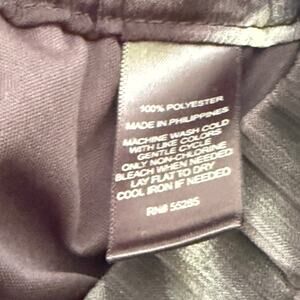 100% POLYESTER
MADE IN PHILIPPINES
MACHINE WASH COLD
WITH LIKE COLORS
GENTLE CYCLE
ONLY NON-CHLORINE
BLEACH WHEN NEEDED
LAY FLAT TO DRY
COOL IRON IF NEEDED
RN# 55285